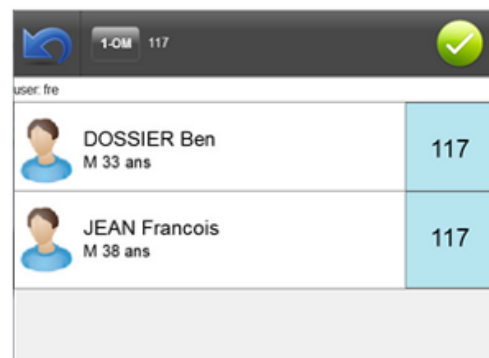 1-OM 117
user: fre
DOSSIER Ben
M 33 ans
117
JEAN Francois
M 38 ans
117